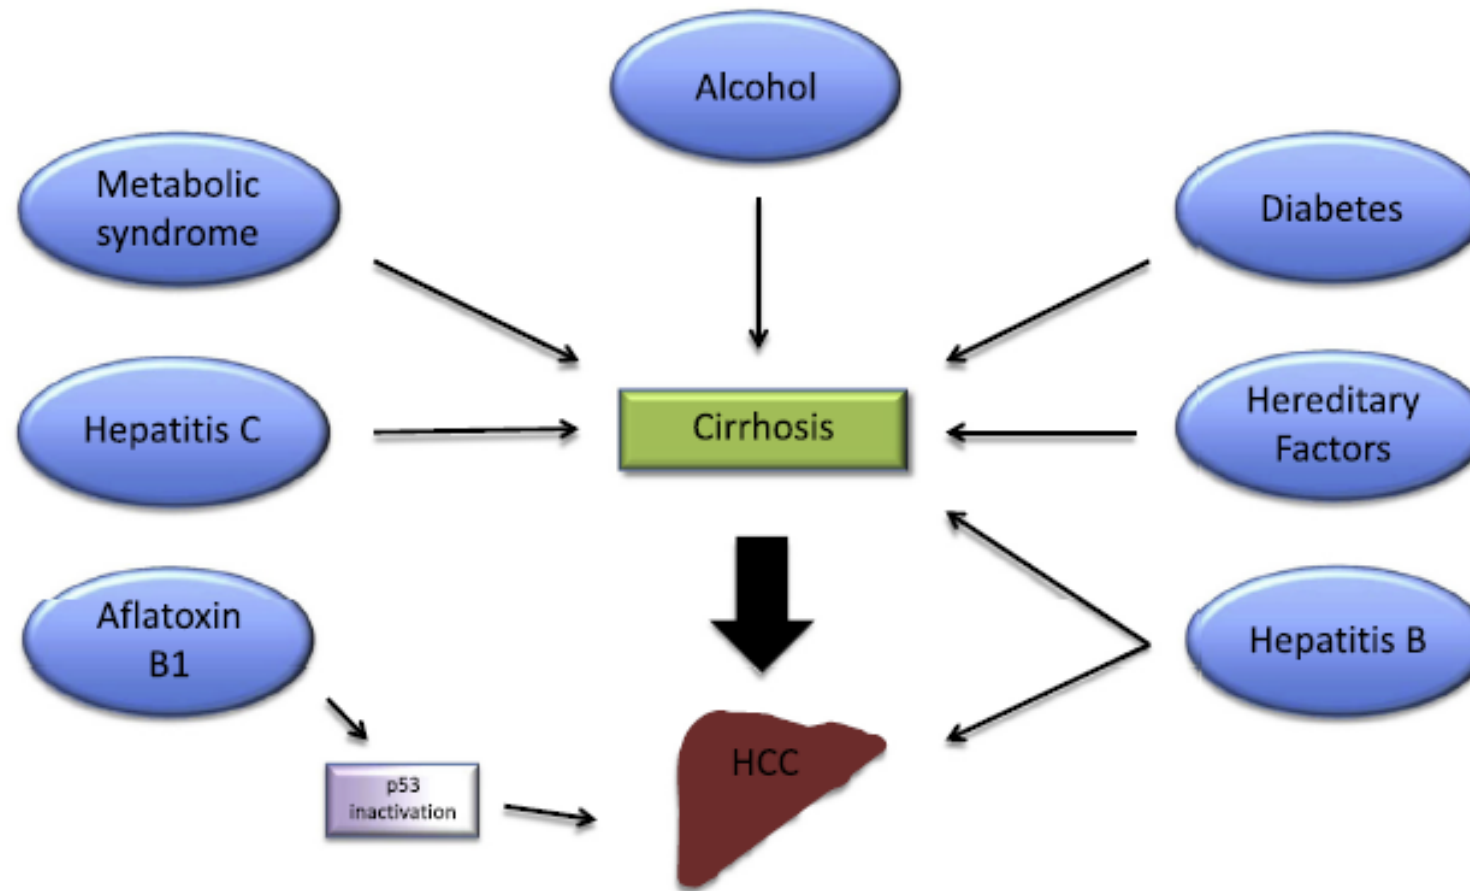 Alcohol
Metabolic
syndrome
Diabetes
Hepatitis C
Cirrhosis
Hereditary
Factors
Aflatoxin
B1
Hepatitis B
HCC
p53
inactivation